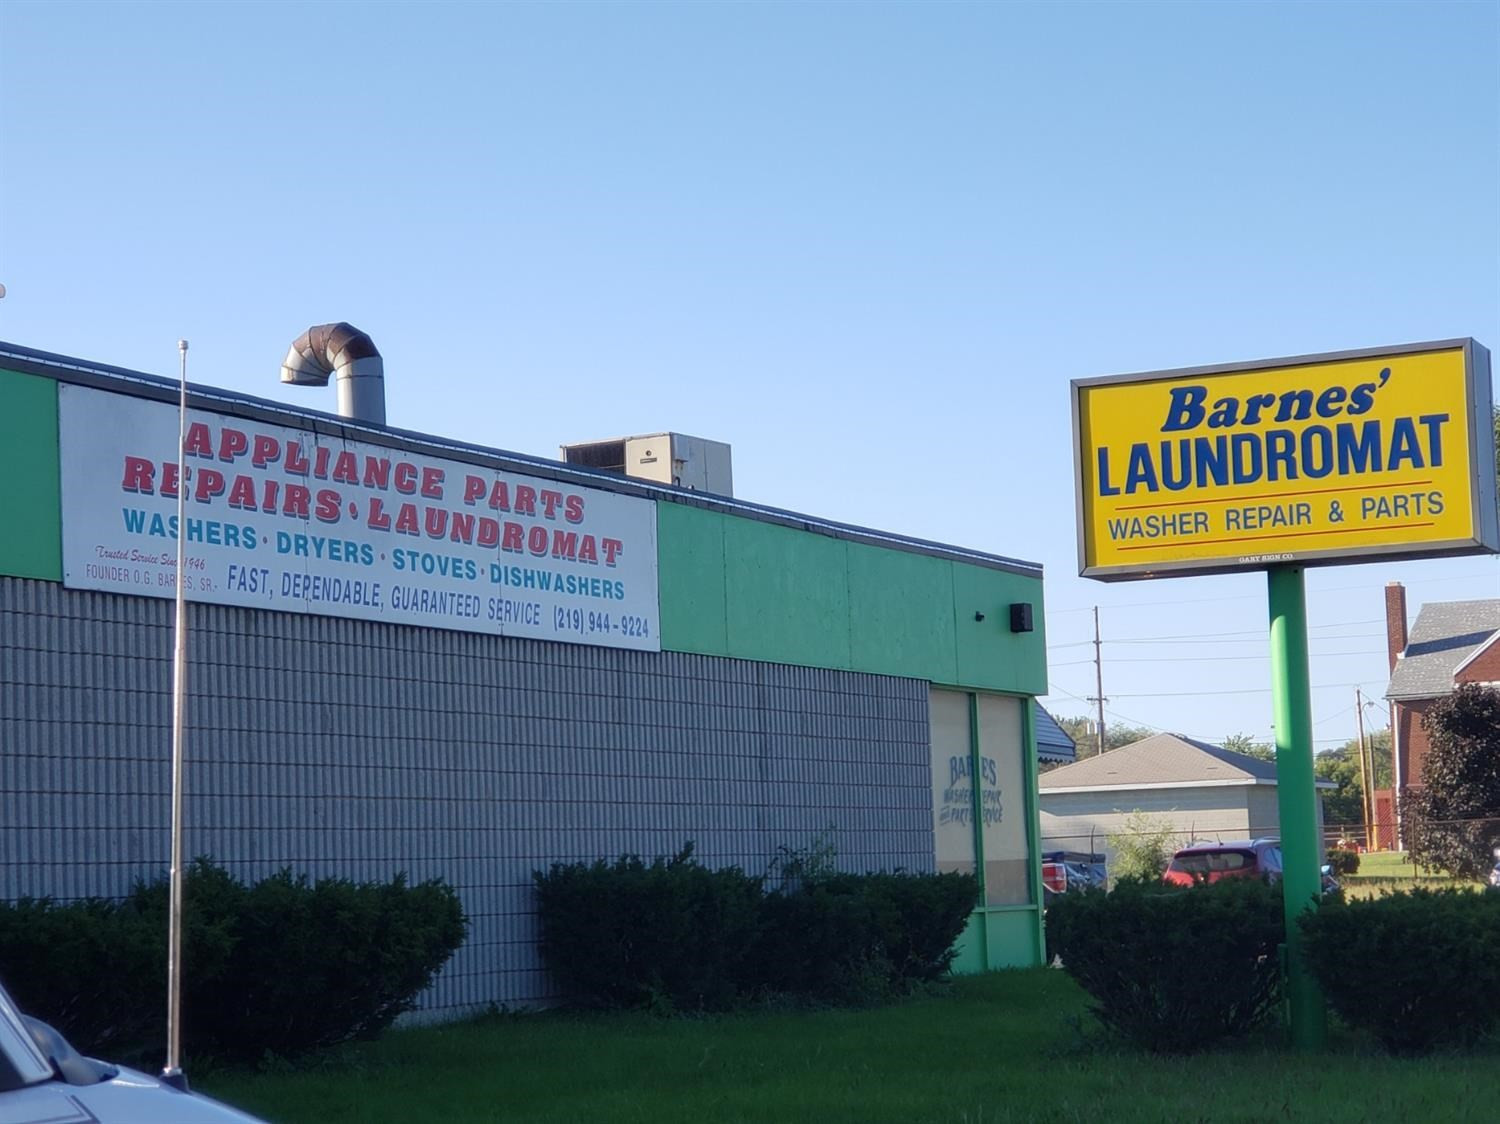 APPLIANCE PARTS
REPAIRS • LAUNDROMAT
WASHERS • DRYERS • STOVES • DISHWASHERS
Trusted Service Since 1946
FOUNDER O.G. BARNES, SR.
FAST, DEPENDABLE, GUARANTEED SERVICE (219) 944-9224
Barnes'
LAUNDROMAT
WASHER REPAIR & PARTS
GARY SIGN CO.
BARNES
WASHER REPAIR
AND PARTS SERVICE